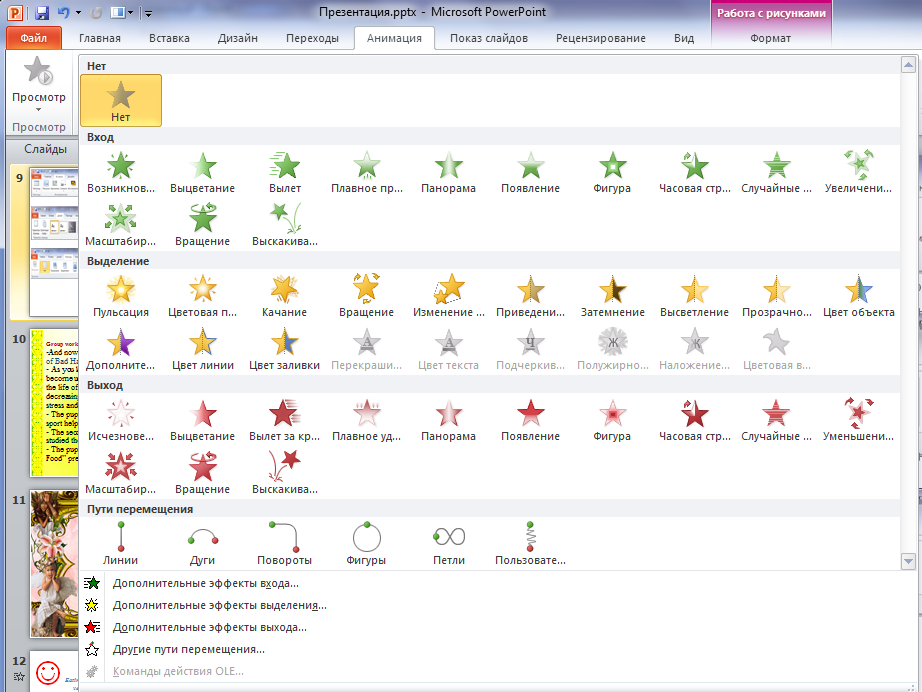 Презентация.pptx - Microsoft PowerPoint
Работа с рисунками
Файл Главная Вставка Дизайн Переходы Анимация Показ слайдов Рецензирование Вид Формат
Просмотр
Просмотр
Слайды
Нет
Нет
Вход
Возникнов... Выцветание Вылет Плавное пр... Панорама Появление Фигура Часовая стр... Случайные ... Увеличени...
Масштабир... Вращение Выскакива...
Выделение
Пульсация Цветовая п... Качание Вращение Изменение ... Приведени... Затемнение Высветление Прозрачно... Цвет объекта
Дополните... Цвет линии Цвет заливки Перекраши... Цвет текста Подчеркив... Полужирно... Наложение... Цветовая в...
Выход
Исчезнове... Выцветание Вылет за кр... Плавное уд... Панорама Появление Фигура Часовая стр... Случайные ... Уменьшени...
Масштабир... Вращение Выскакива...
Пути перемещения
Линии Дуги Повороты Фигуры Петли Пользовате...
Дополнительные эффекты входа...
Дополнительные эффекты выделения...
Дополнительные эффекты выхода...
Другие пути перемещения...
Команды действия OLE...
9
10
Group work
-And now
of Bad Ha
- As you k
become u
the life of
decreasin
stress and
- The pup
sport help
- The seco
studied th
- The pup
Food" pre
11
12